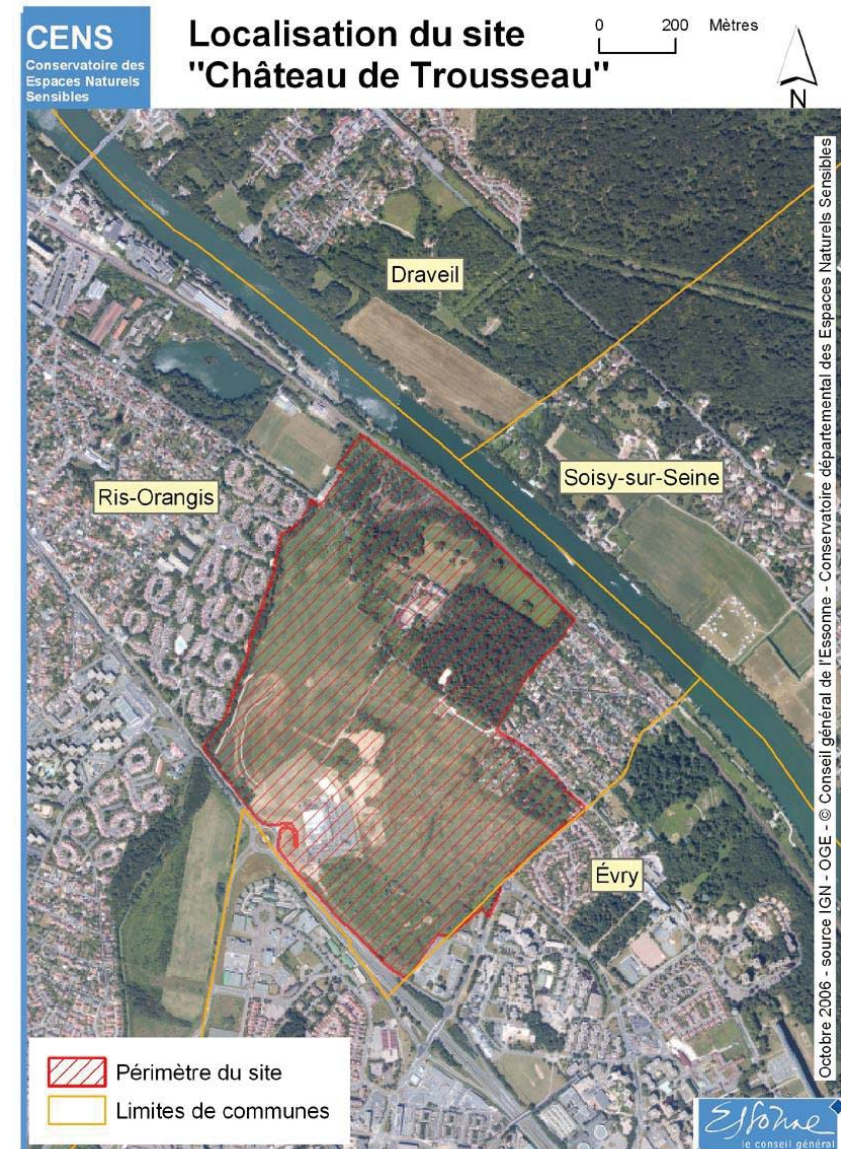 CENS
Conservatoire des
Espaces Naturels
Sensibles
Localisation du site
"Château de Trousseau"
0 200 Mètres
N
Draveil
Soisy-sur-Seine
Ris-Orangis
Évry
Octobre 2006 - source IGN - OGE - © Conseil général de l'Essonne - Conservatoire départemental des Espaces Naturels Sensibles
Périmètre du site
Limites de communes
Essonne
le conseil général